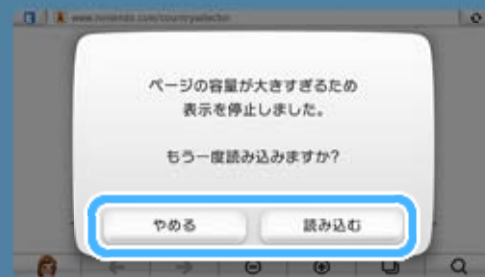 www.nintendo.com/countryselector
ページの容量が大きすぎるため
表示を停止しました。
もう一度読み込みますか?
やめる
読み込む